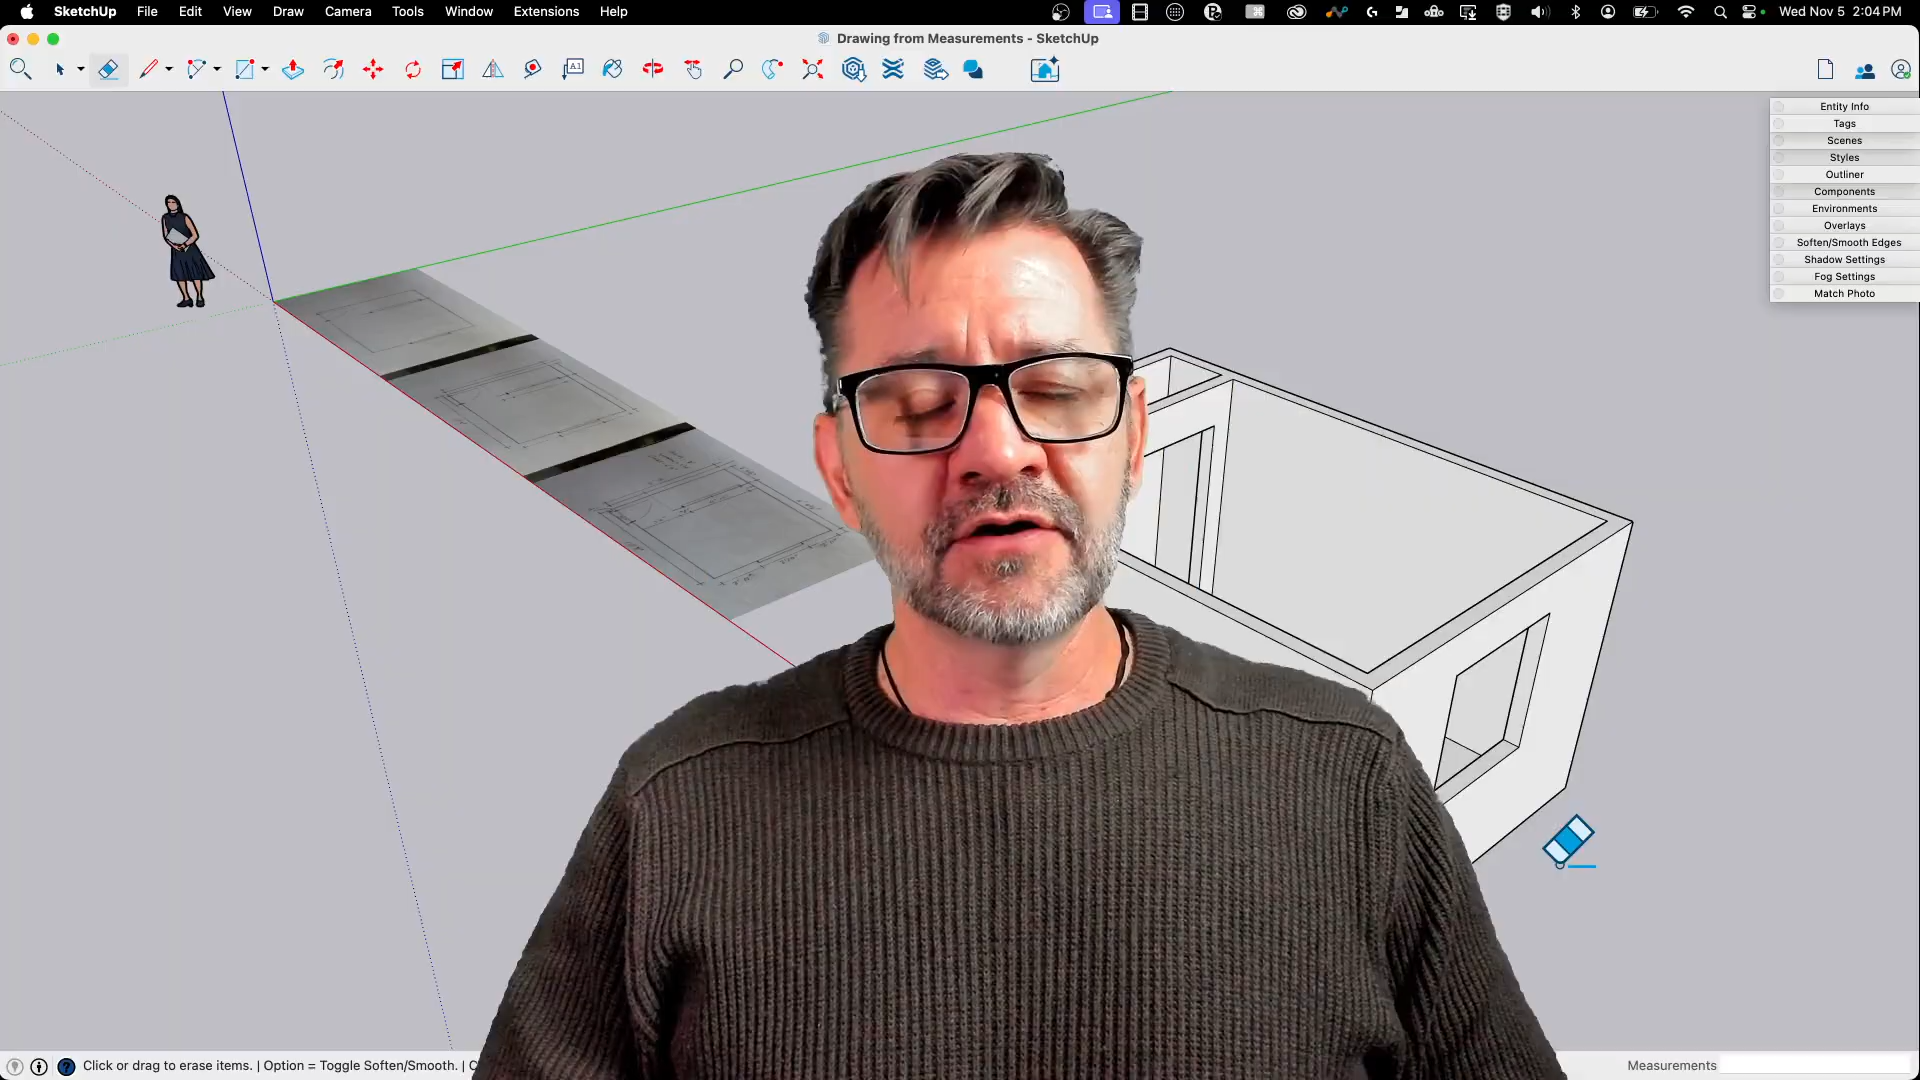 SketchUp File Edit View Draw Camera Tools Window Extensions Help
Wed Nov 5 2:04 PM
Drawing from Measurements - SketchUp
A1
Entity Info
Tags
Scenes
Styles
Outliner
Components
Environments
Overlays
Soften/Smooth Edges
Shadow Settings
Fog Settings
Match Photo
Click or drag to erase items. | Option = Toggle Soften/Smooth. | C
Measurements